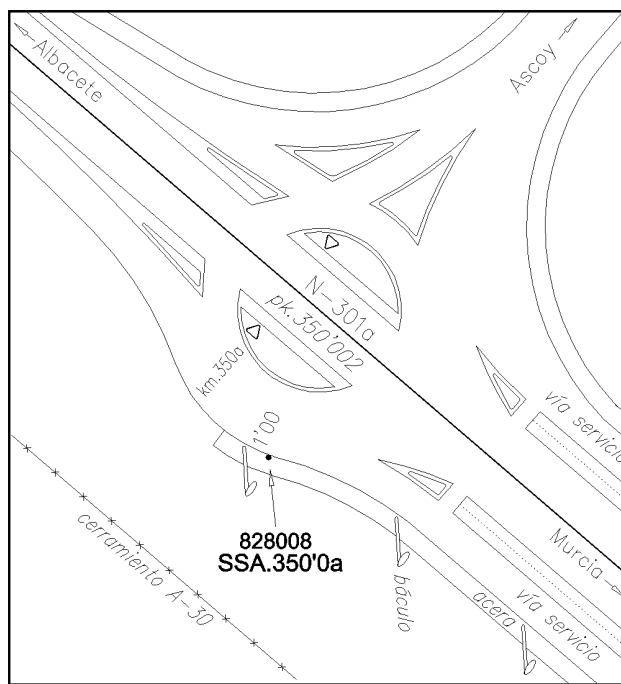 Albacete
Ascoy
N-301a
pk.350'002
km.350a
1'00
vía servicio
828008
SSA.350'0a
cerramiento A-30
báculo
Murcia
acera
vía servicio